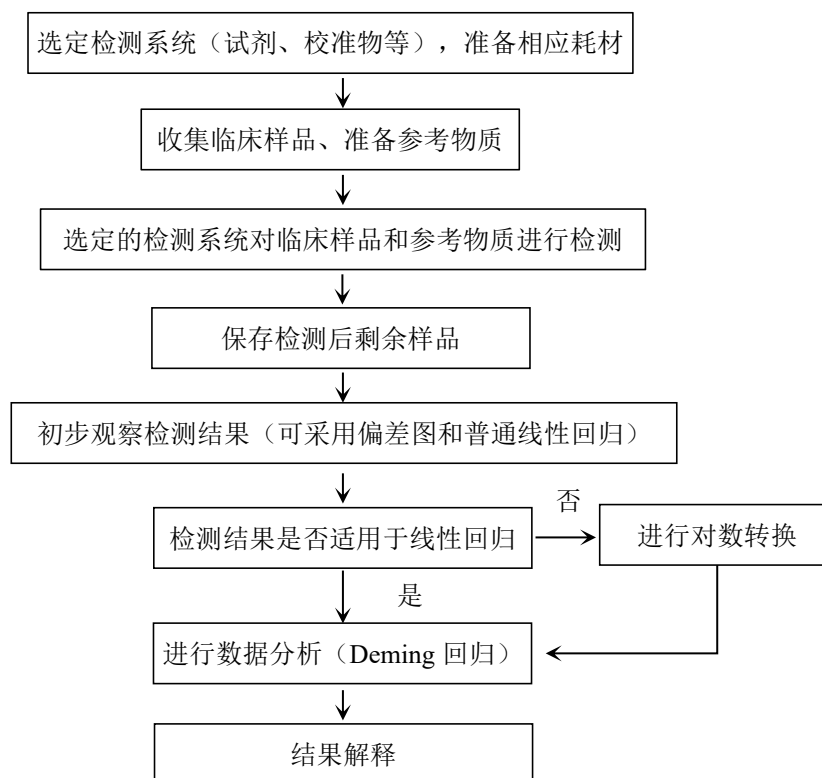 选定检测系统（试剂、校准物等），准备相应耗材
收集临床样品、准备参考物质
选定的检测系统对临床样品和参考物质进行检测
保存检测后剩余样品
初步观察检测结果（可采用偏差图和普通线性回归）
检测结果是否适用于线性回归
否
进行对数转换
是
进行数据分析（Deming 回归）
结果解释